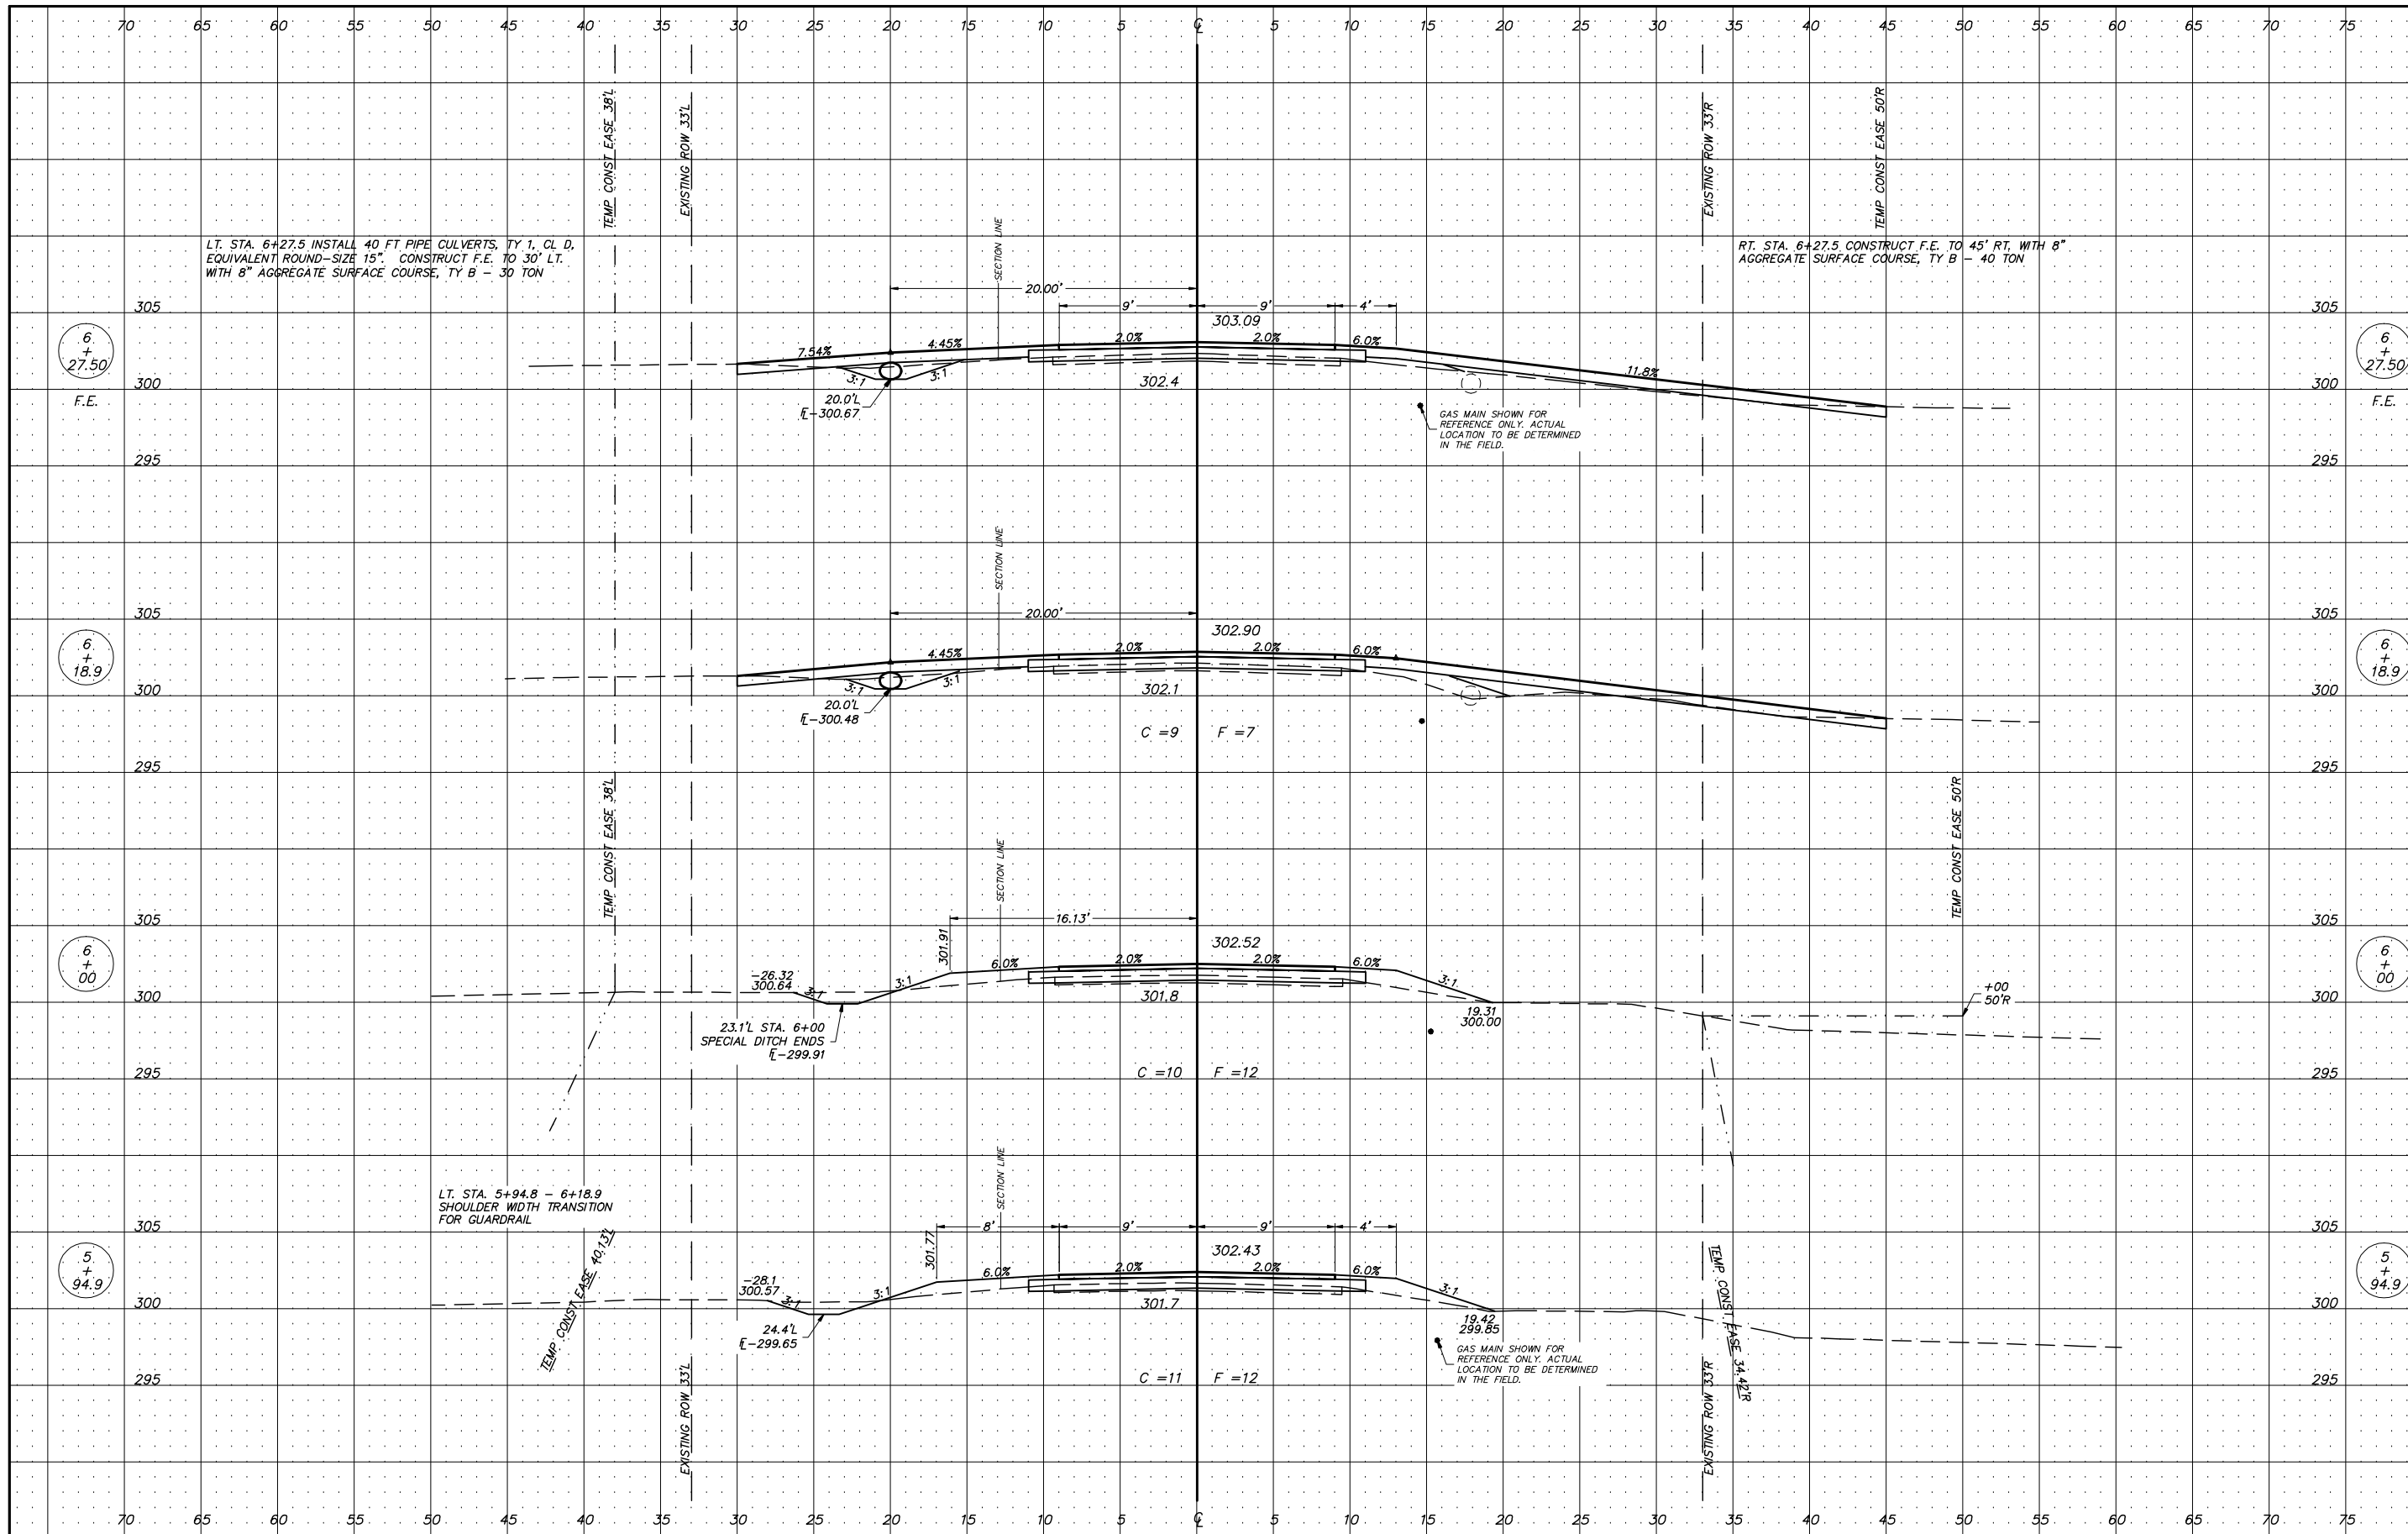 70 65 60 55 50 45 40 35 30 25 20 15 10 5 ℄ 5 10 15 20 25 30 35 40 45 50 55 60 65 70 75
TEMP CONST EASE 38'L
EXISTING ROW 33'L
EXISTING ROW 33'R
TEMP CONST EASE 50'R
LT. STA. 6+27.5 INSTALL 40 FT PIPE CULVERTS, TY 1, CL D,
EQUIVALENT ROUND-SIZE 15". CONSTRUCT F.E. TO 30' LT.
WITH 8" AGGREGATE SURFACE COURSE, TY B - 30 TON
SECTION LINE
RT. STA. 6+27.5 CONSTRUCT F.E. TO 45' RT, WITH 8"
AGGREGATE SURFACE COURSE, TY B - 40 TON
20.00'
305 9' 9' 4' 305
303.09
6
+
27.50
F.E.
7.54% 4.45% 2.0% 2.0% 6.0% 11.8%
6
+
27.50
F.E.
300 3:1 3:1 302.4 300
20.0'L
FL-300.67
GAS MAIN SHOWN FOR
REFERENCE ONLY. ACTUAL
LOCATION TO BE DETERMINED
IN THE FIELD.
295 295
SECTION LINE
305 20.00' 305
302.90
6
+
18.9
4.45% 2.0% 2.0% 6.0%
6
+
18.9
300 3:1 3:1 302.1 300
20.0'L
FL-300.48
C =9 F =7
295 295
TEMP CONST EASE 38'L
TEMP CONST EASE 50'R
SECTION LINE
305 16.13' 305
301.91
302.52
6
+
00
6.0% 2.0% 2.0% 6.0%
6
+
00
-26.32
300.64
3:1 3:1 3:1
300 301.8 300
19.31
300.00
+00
50'R
23.1'L STA. 6+00
SPECIAL DITCH ENDS
FL-299.91
C =10 F =12
295 295
SECTION LINE
LT. STA. 5+94.8 - 6+18.9
SHOULDER WIDTH TRANSITION
FOR GUARDRAIL
305 8' 9' 9' 4' 305
TEMP. CONST. EASE 40.13'L
301.77
302.43
TEMP. CONST. EASE 34.42'R
5
+
94.9
6.0% 2.0% 2.0% 6.0%
5
+
94.9
-28.1
300.57
3:1 3:1 3:1
300 301.7 300
19.42
299.85
24.4'L
FL-299.65
GAS MAIN SHOWN FOR
REFERENCE ONLY. ACTUAL
LOCATION TO BE DETERMINED
IN THE FIELD.
C =11 F =12
295 295
EXISTING ROW 33'L
EXISTING ROW 33'R
70 65 60 55 50 45 40 35 30 25 20 15 10 5 ℄ 5 10 15 20 25 30 35 40 45 50 55 60 65 70 75